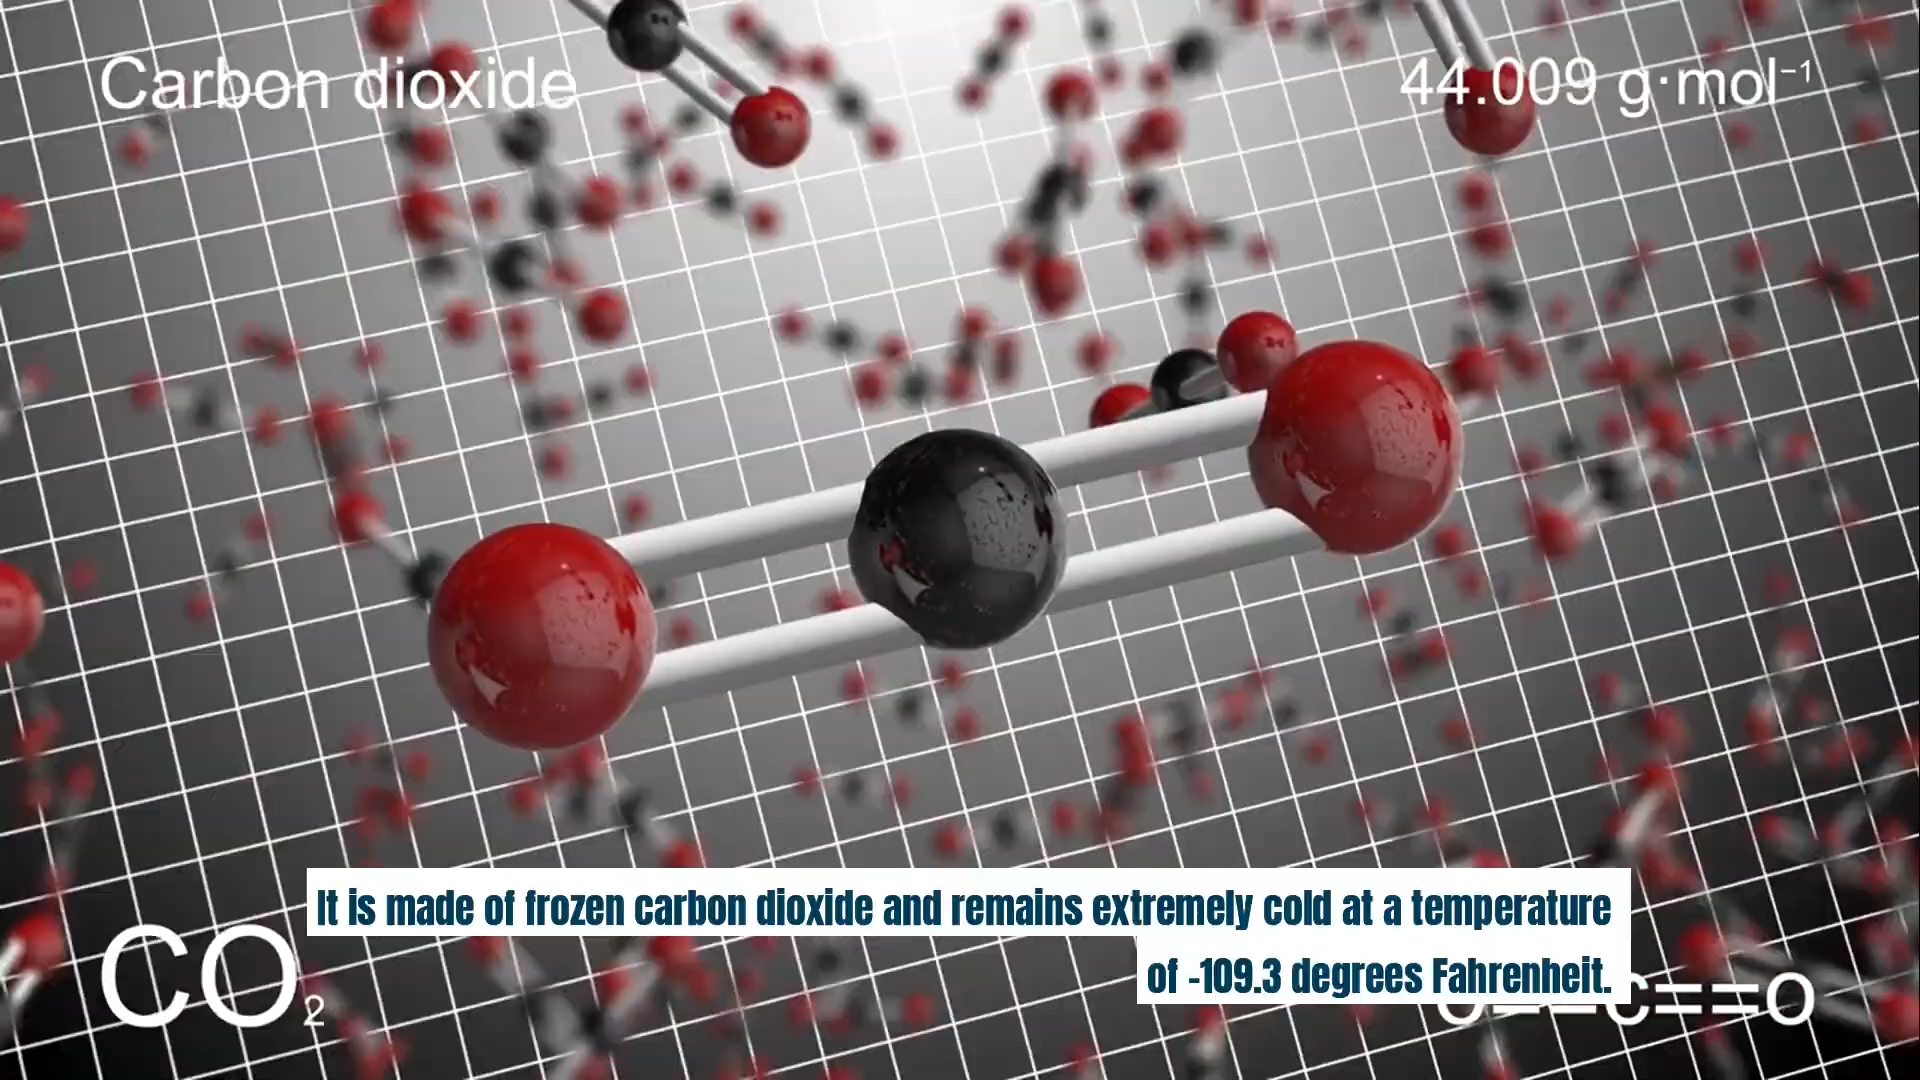 Carbon dioxide
44.009 g·mol⁻¹
It is made of frozen carbon dioxide and remains extremely cold at a temperature
of -109.3 degrees Fahrenheit.
CO₂
O==C==O